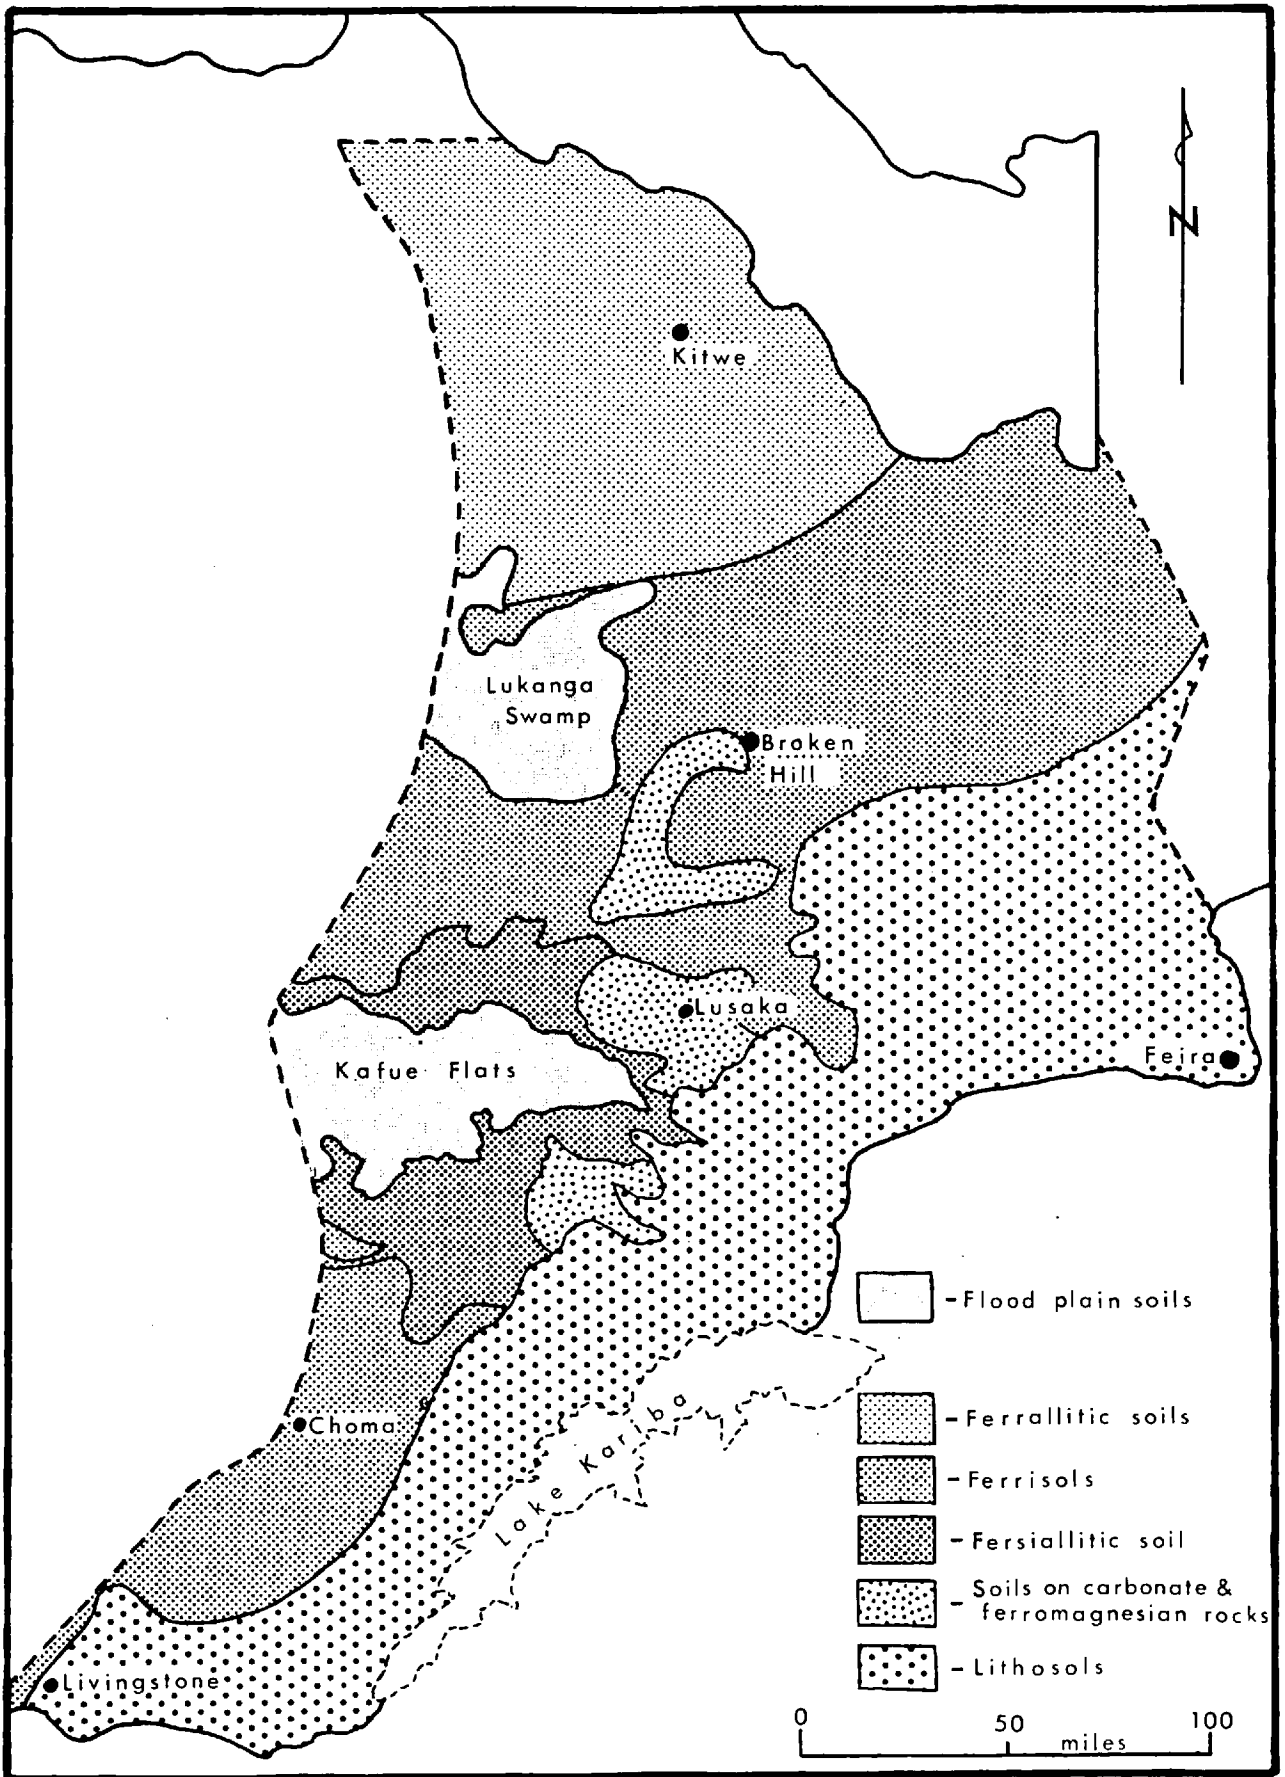 N
Kitwe
Lukanga
Swamp
Broken
Hill
Lusaka
Kafue Flats
Feira
- Flood plain soils
Choma
Lake Kariba
- Ferrallitic soils
- Ferrisols
- Fersiallitic soil
- Soils on carbonate &
ferromagnesian rocks
- Lithosols
Livingstone
0 50 100
miles